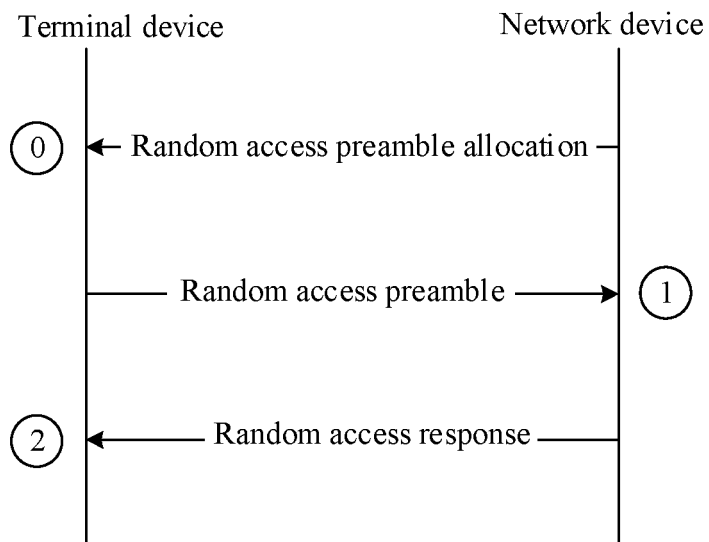 Terminal device
Network device
0
Random access preamble allocation
Random access preamble
1
2
Random access response